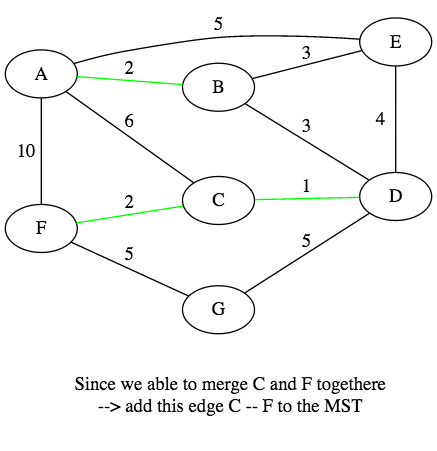 5
E
3
A
2
B
4
6
3
10
1
C
D
2
F
5
5
G
Since we able to merge C and F togethere
--> add this edge C -- F to the MST